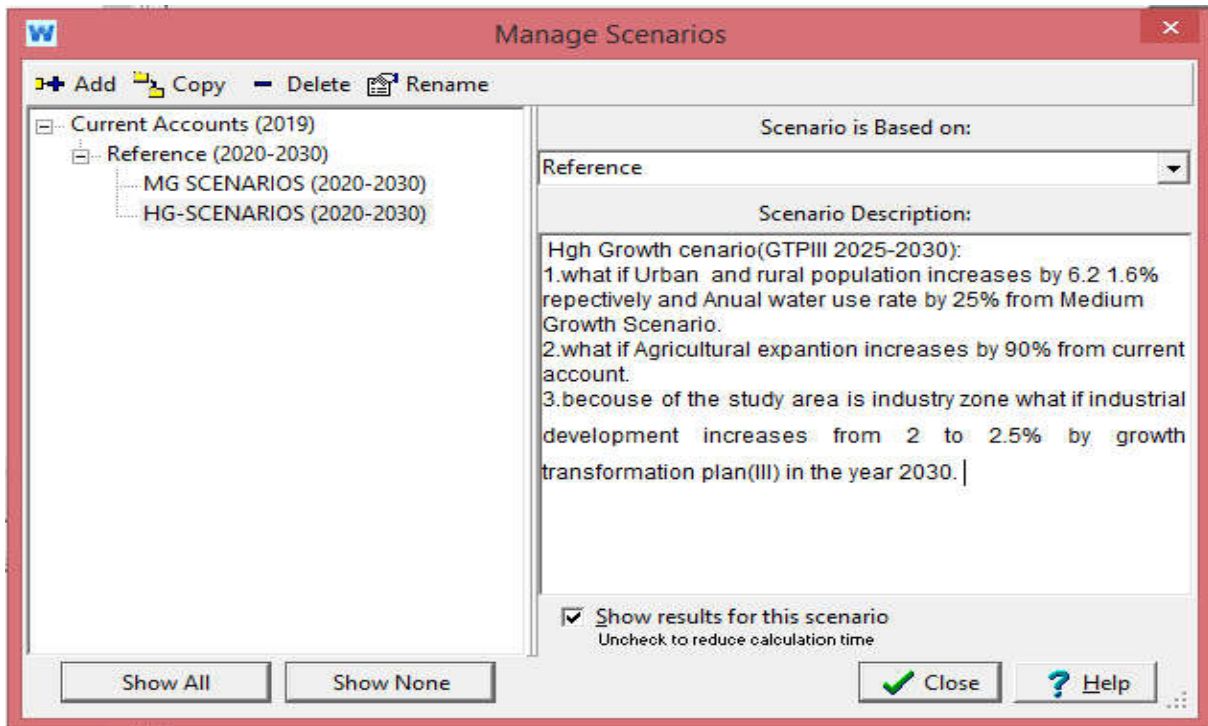 Manage Scenarios
Add Copy Delete Rename
Current Accounts (2019)
Reference (2020-2030)
MG SCENARIOS (2020-2030)
HG-SCENARIOS (2020-2030)
Scenario is Based on:
Reference
Scenario Description:
Hgh Growth cenario(GTPIII 2025-2030):
1.what if Urban and rural population increases by 6.2 1.6%
repectively and Anual water use rate by 25% from Medium
Growth Scenario.
2.what if Agricultural expantion increases by 90% from current
account.
3.becouse of the study area is industry zone what if industrial
development increases from 2 to 2.5% by growth
transformation plan(III) in the year 2030.
Show results for this scenario
Uncheck to reduce calculation time
Show All Show None Close Help